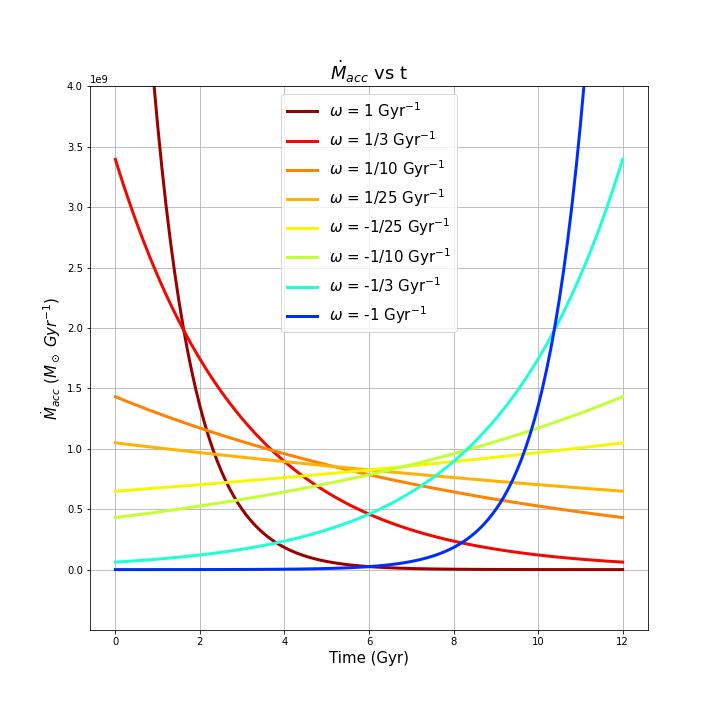 Ṁ_acc vs t
1e9
4.0
3.5
3.0
2.5
2.0
1.5
1.0
0.5
0.0
Ṁ_acc (M_⊙ Gyr⁻¹)
ω = 1 Gyr⁻¹
ω = 1/3 Gyr⁻¹
ω = 1/10 Gyr⁻¹
ω = 1/25 Gyr⁻¹
ω = -1/25 Gyr⁻¹
ω = -1/10 Gyr⁻¹
ω = -1/3 Gyr⁻¹
ω = -1 Gyr⁻¹
0 2 4 6 8 10 12
Time (Gyr)